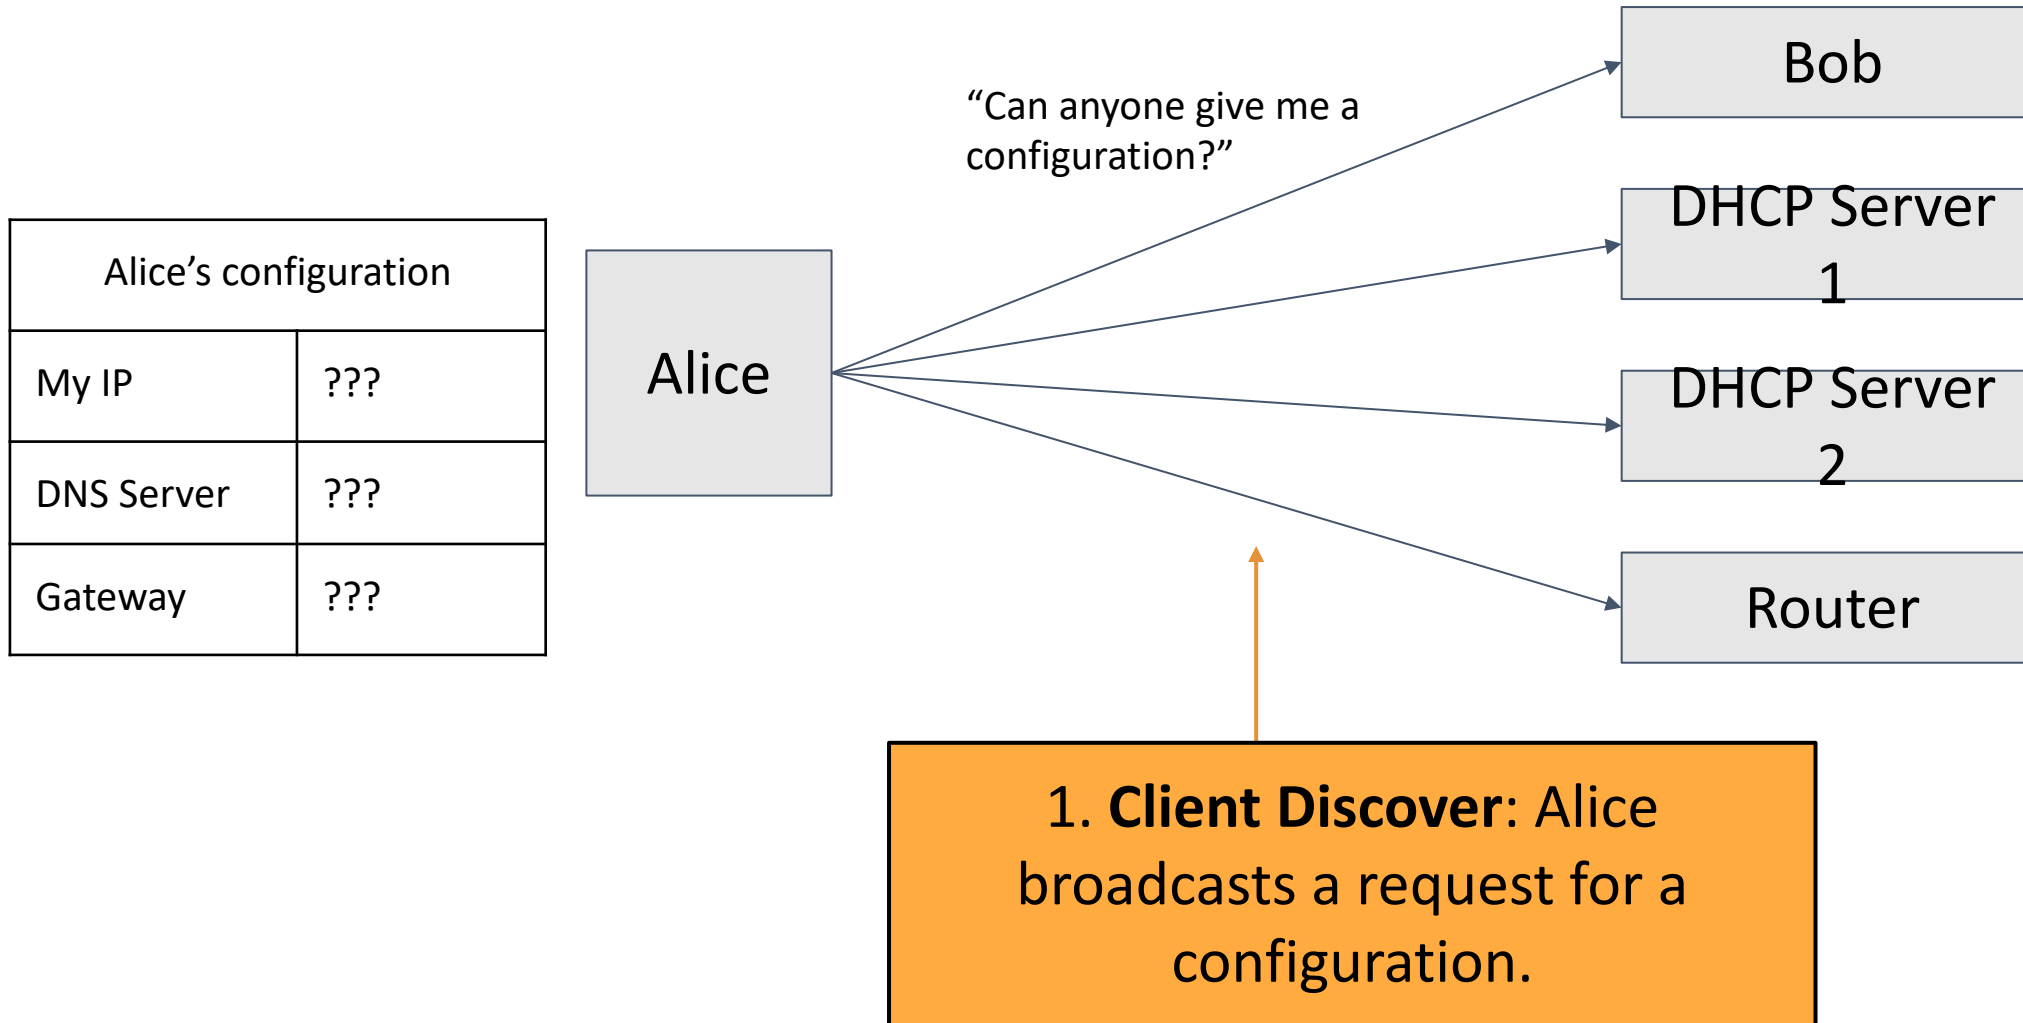 Bob
“Can anyone give me a
configuration?”
DHCP Server
1
Alice’s configuration
My IP
???
DNS Server
???
Gateway
???
Alice
DHCP Server
2
Router
1. Client Discover: Alice
broadcasts a request for a
configuration.